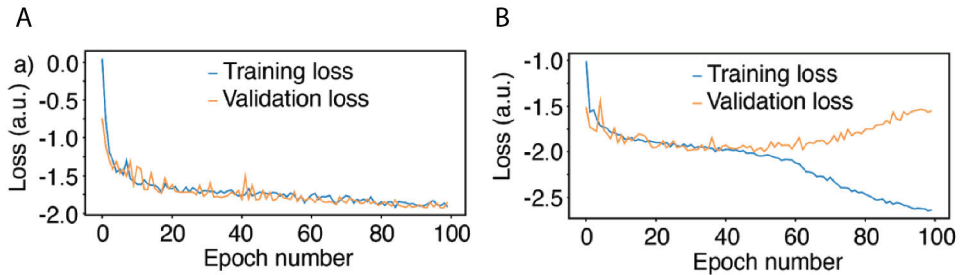 A
B
a)
0.0
-0.5
-1.0
-1.5
-2.0
Loss (a.u.)
Training loss
Validation loss
0 20 40 60 80 100
Epoch number
-1.0
-1.5
-2.0
-2.5
Loss (a.u.)
Training loss
Validation loss
0 20 40 60 80 100
Epoch number